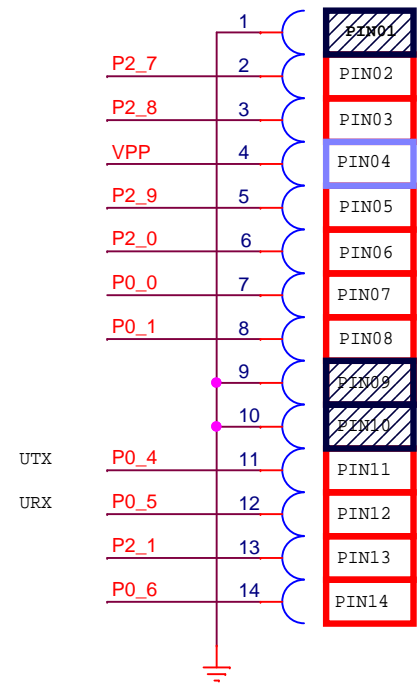 1 PIN01
P2_7 2 PIN02
P2_8 3 PIN03
VPP 4 PIN04
P2_9 5 PIN05
P2_0 6 PIN06
P0_0 7 PIN07
P0_1 8 PIN08
9 PIN09
10 PIN10
UTX P0_4 11 PIN11
URX P0_5 12 PIN12
P2_1 13 PIN13
P0_6 14 PIN14